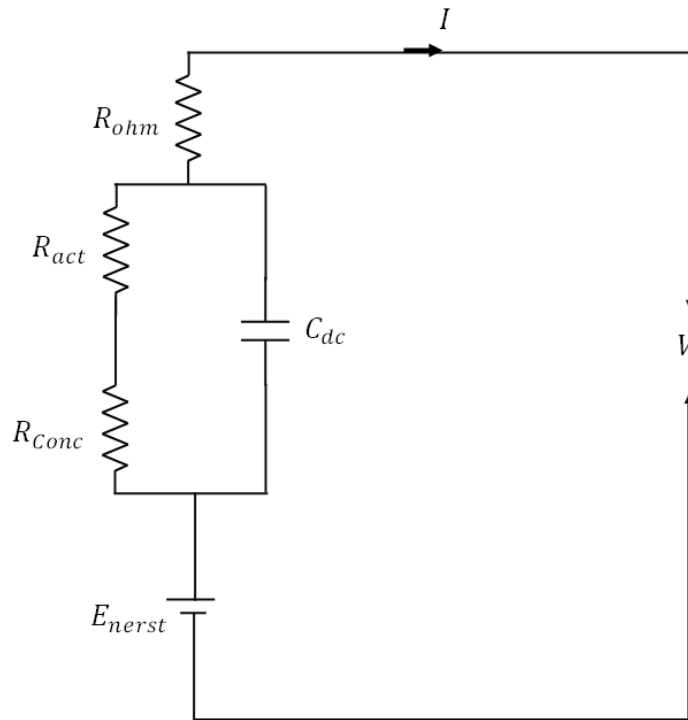 I
R_ohm
R_act
C_dc
V
R_Conc
E_nerst